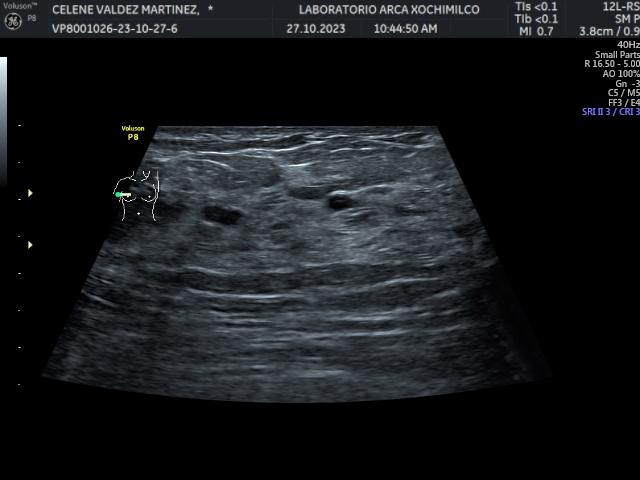 Voluson™
P8
CELENE VALDEZ MARTINEZ, *
LABORATORIO ARCA XOCHIMILCO
VP8001026-23-10-27-6
27.10.2023
10:44:50 AM
TIs <0.1
TIb <0.1
MI 0.7
12L-RS
SM P
3.8cm / 0.9
40Hz
Small Parts
R 16.50 - 5.00
AO 100%
Gn -3
C5 / M5
FF3 / E4
SRI II 3 / CRI 3
Voluson
P8